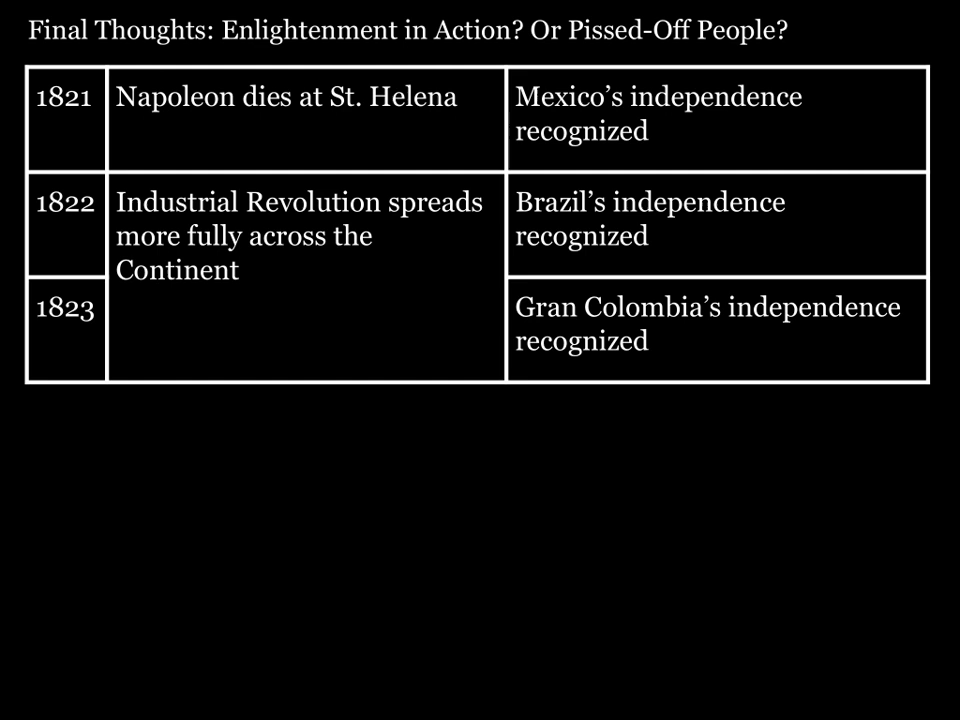 Final Thoughts: Enlightenment in Action? Or Pissed-Off People?
1821
Napoleon dies at St. Helena
Mexico’s independence
recognized
1822
Industrial Revolution spreads
more fully across the
Continent
Brazil’s independence
recognized
1823
Gran Colombia’s independence
recognized